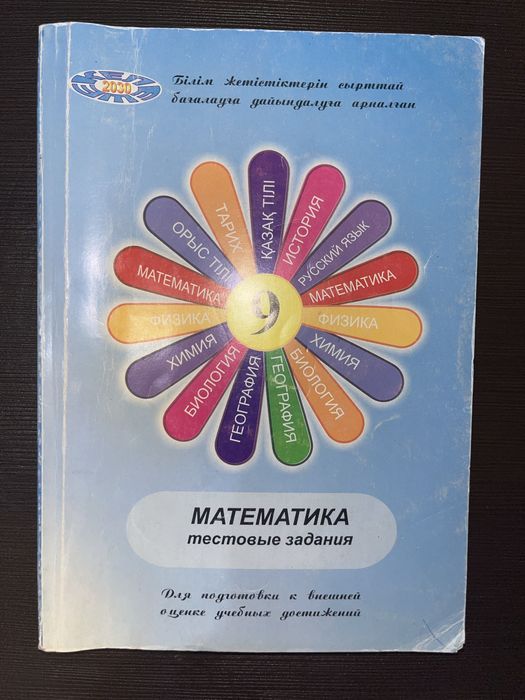 2030
Білім жетістіктерін сырттай
бағалауға дайындалуға арналған
ҚАЗАҚ ТІЛІ
ИСТОРИЯ
РУССКИЙ ЯЗЫК
МАТЕМАТИКА
ФИЗИКА
ХИМИЯ
БИОЛОГИЯ
ГЕОГРАФИЯ
ГЕОГРАФИЯ
БИОЛОГИЯ
ХИМИЯ
ФИЗИКА
МАТЕМАТИКА
ОРЫС ТІЛІ
ТАРИХ
9
МАТЕМАТИКА
тестовые задания
Для подготовки к внешней
оценке учебных достижений